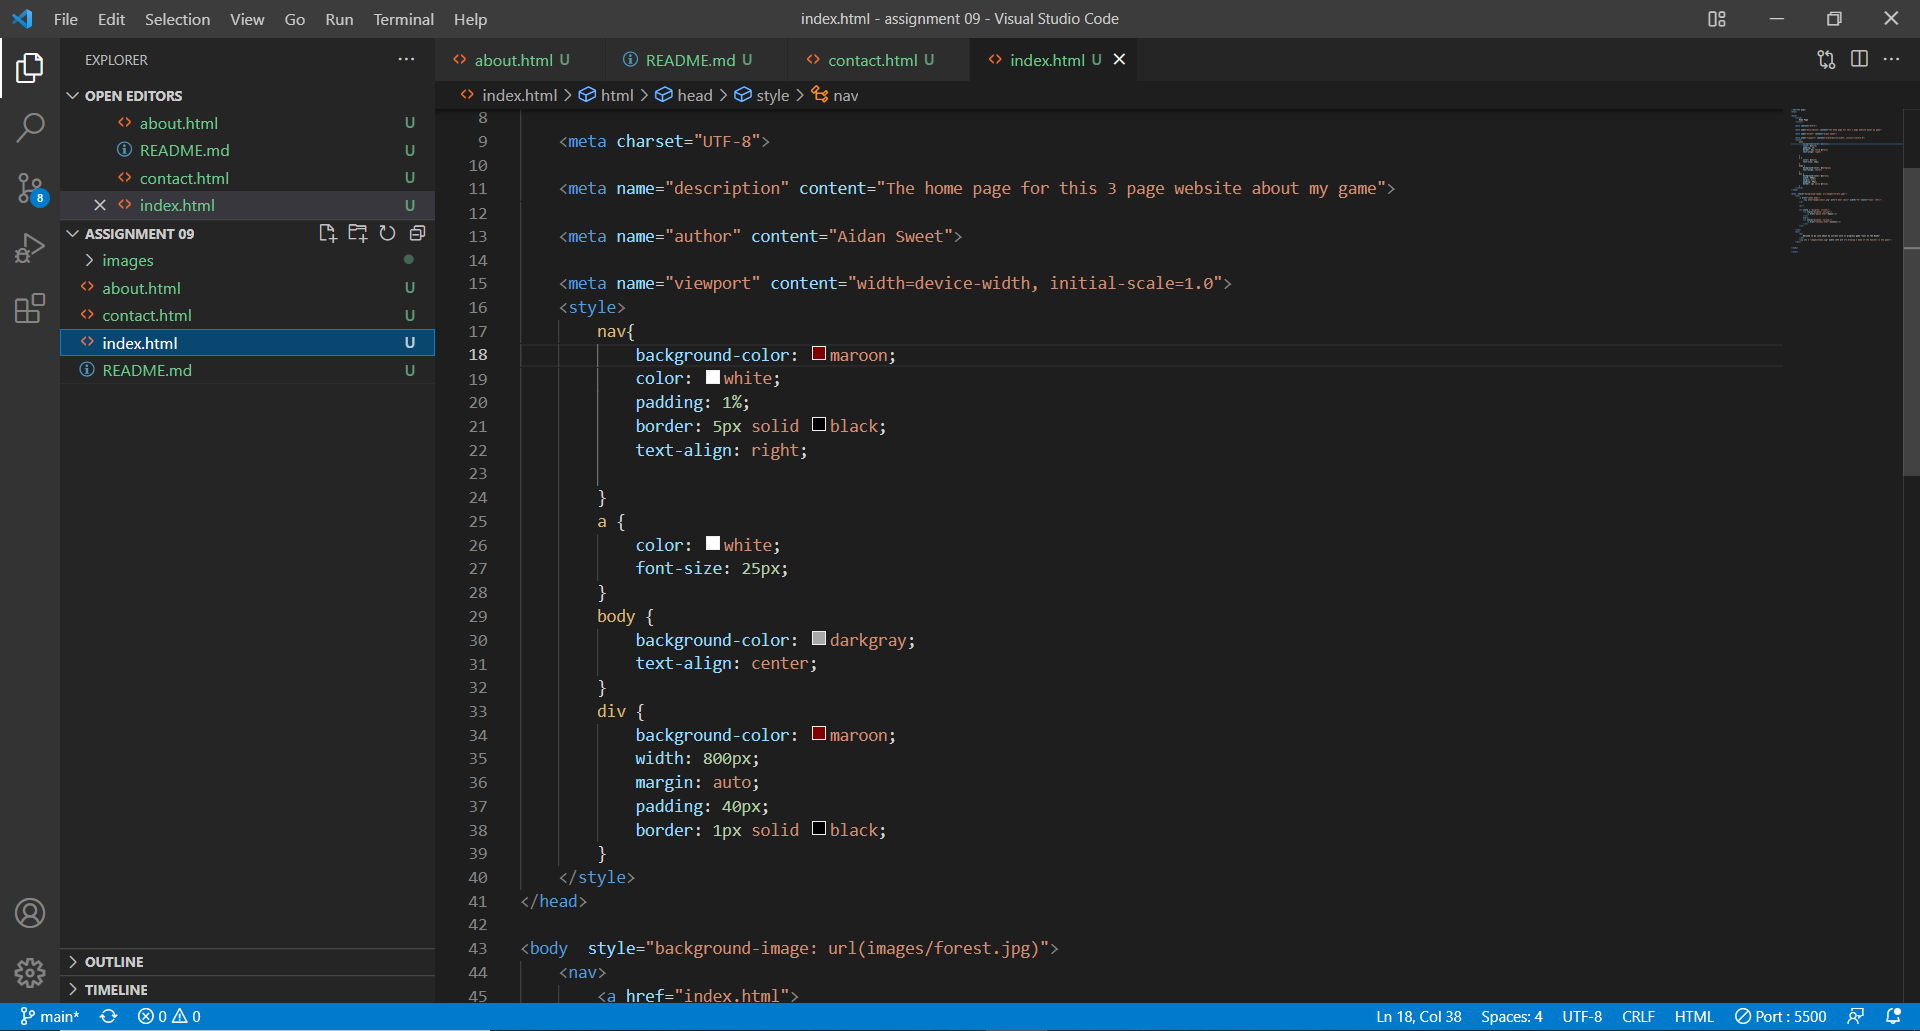 File Edit Selection View Go Run Terminal Help
index.html - assignment 09 - Visual Studio Code
EXPLORER
OPEN EDITORS
about.html U
README.md U
contact.html U
index.html U
8
ASSIGNMENT 09
images
about.html U
contact.html U
index.html U
README.md U
OUTLINE
TIMELINE
about.html U README.md U contact.html U index.html U
index.html > html > head > style > nav
8
9 <meta charset="UTF-8">
10
11 <meta name="description" content="The home page for this 3 page website about my game">
12
13 <meta name="author" content="Aidan Sweet">
14
15 <meta name="viewport" content="width=device-width, initial-scale=1.0">
16 <style>
17 nav{
18 background-color: maroon;
19 color: white;
20 padding: 1%;
21 border: 5px solid black;
22 text-align: right;
23
24 }
25 a {
26 color: white;
27 font-size: 25px;
28 }
29 body {
30 background-color: darkgray;
31 text-align: center;
32 }
33 div {
34 background-color: maroon;
35 width: 800px;
36 margin: auto;
37 padding: 40px;
38 border: 1px solid black;
39 }
40 </style>
41 </head>
42
43 <body  style="background-image: url(images/forest.jpg)">
44 <nav>
45 <a href="index.html">
main* 0 0 Ln 18, Col 38 Spaces: 4 UTF-8 CRLF HTML Port : 5500